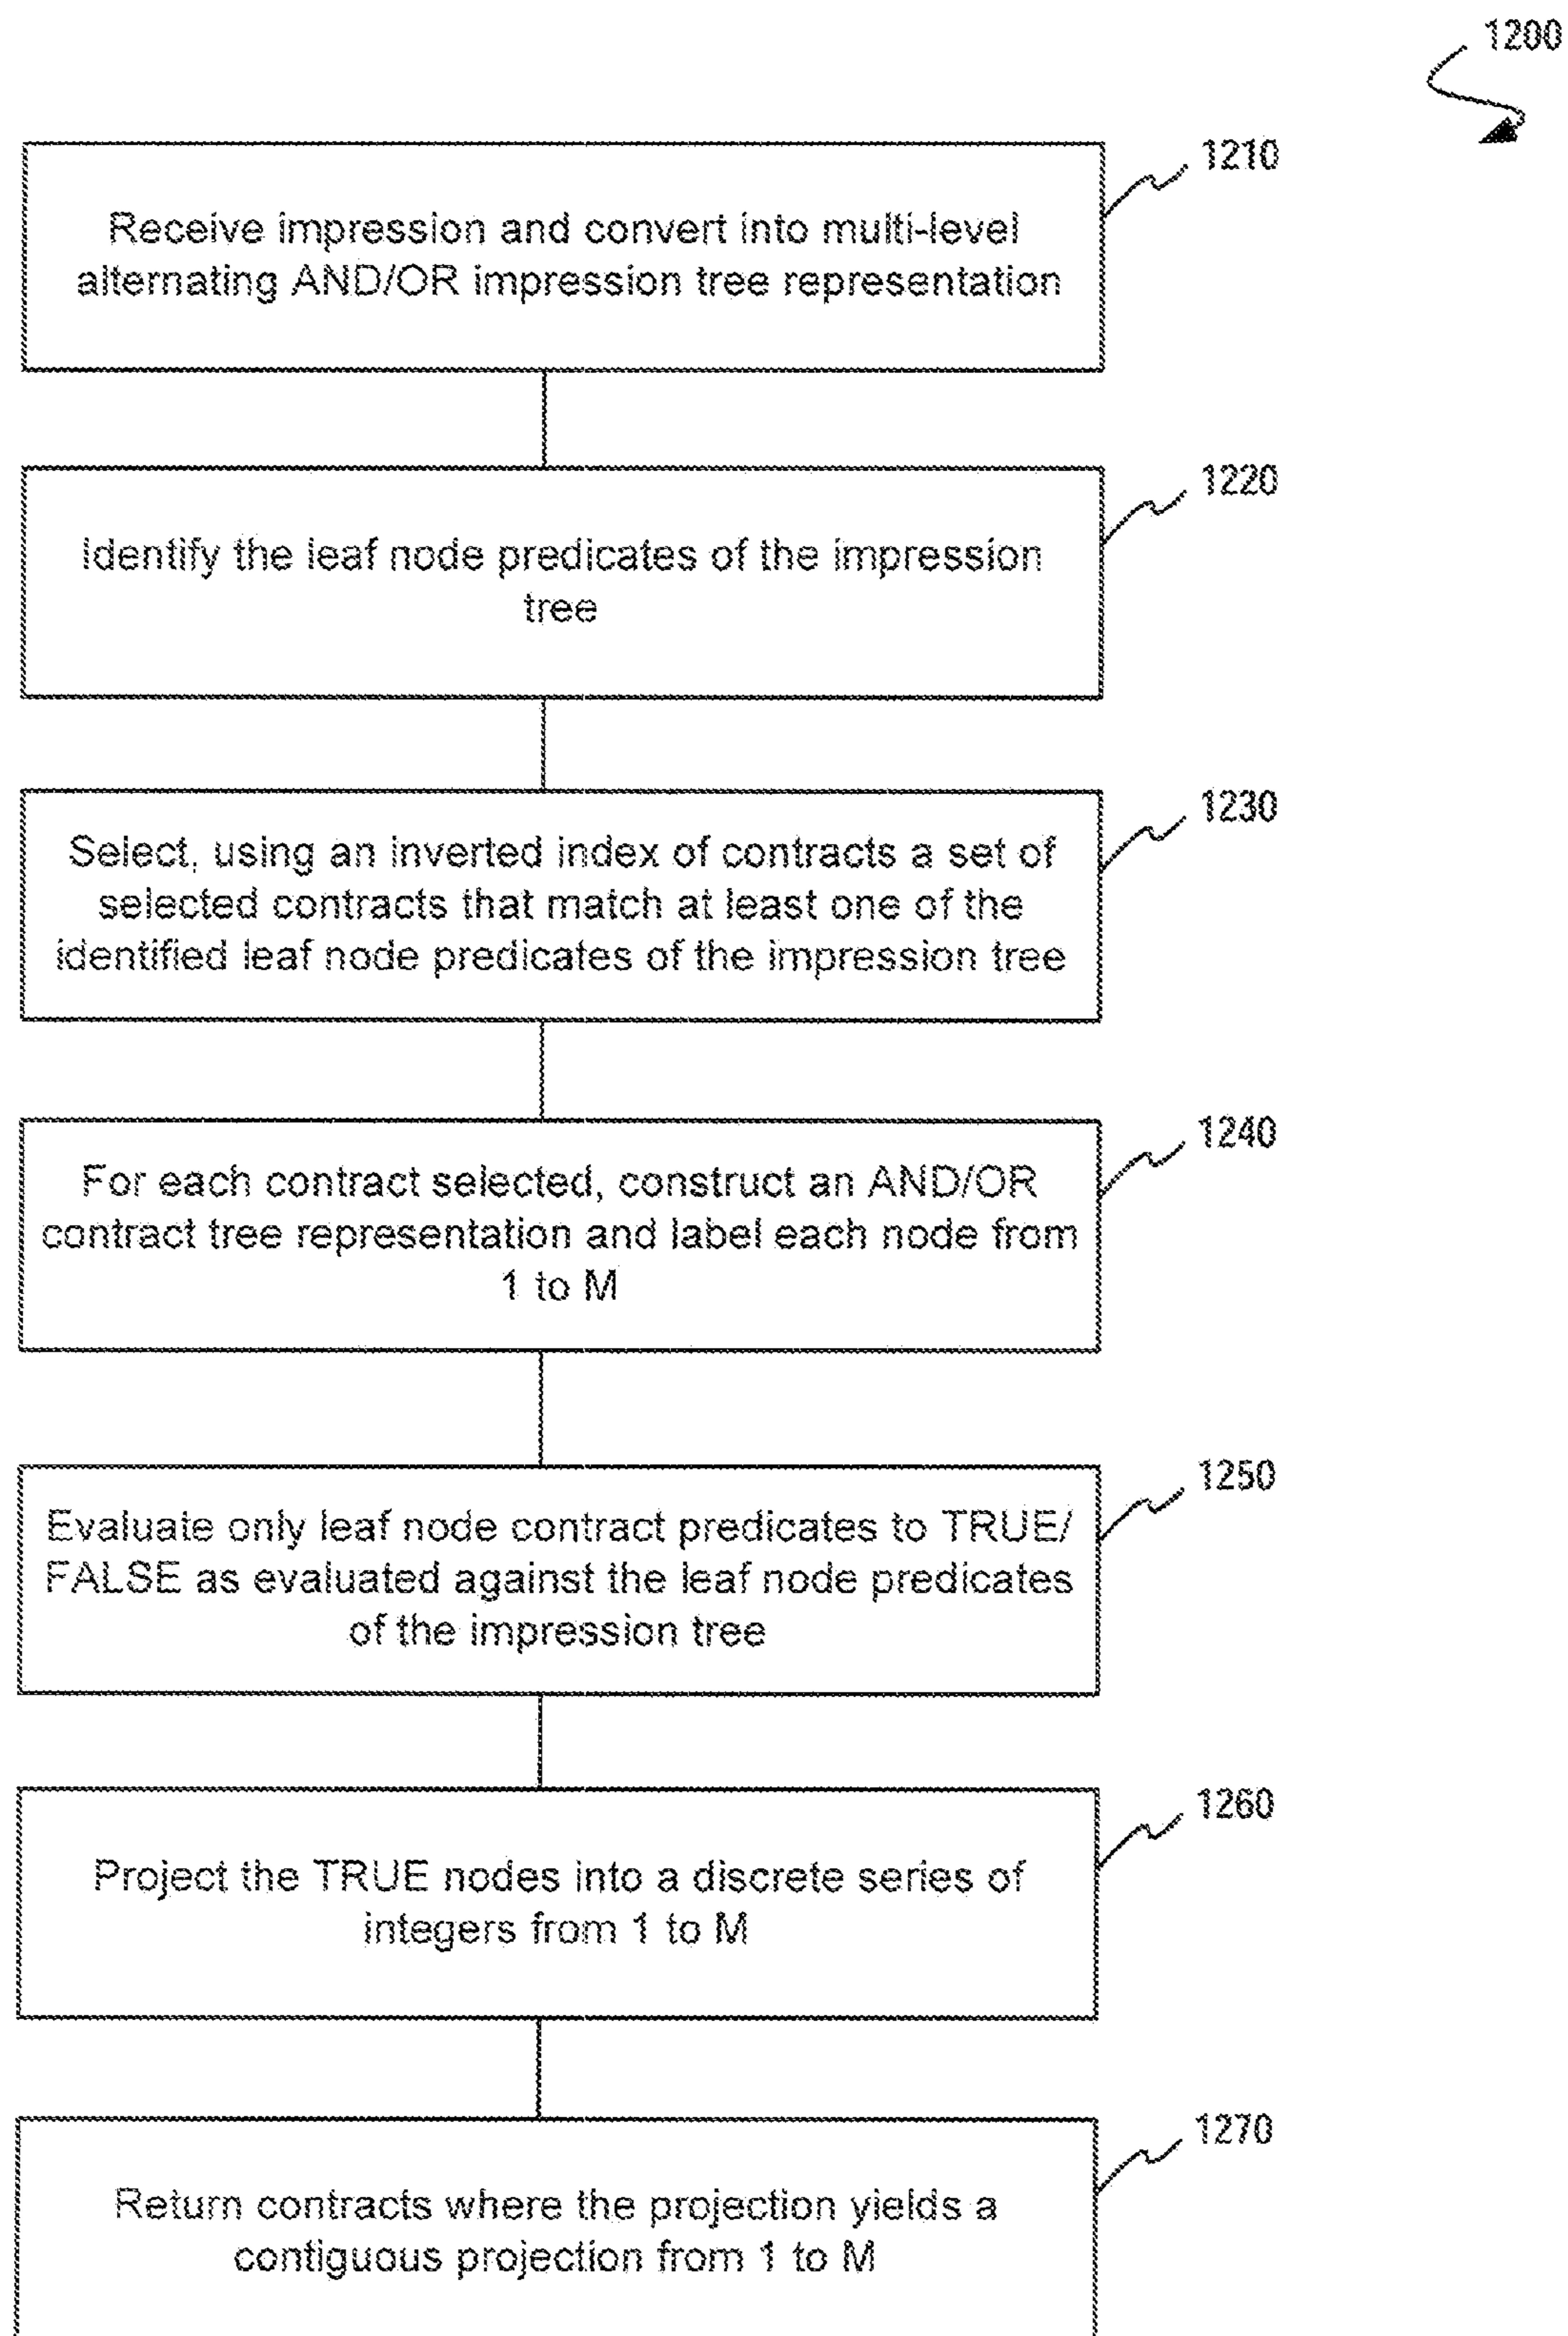 1200
1210
Receive impression and convert into multi-level
alternating AND/OR impression tree representation
1220
Identify the leaf node predicates of the impression
tree
1230
Select, using an inverted index of contracts a set of
selected contracts that match at least one of the
identified leaf node predicates of the impression tree
1240
For each contract selected, construct an AND/OR
contract tree representation and label each node from
1 to M
1250
Evaluate only leaf node contract predicates to TRUE/
FALSE as evaluated against the leaf node predicates
of the impression tree
1260
Project the TRUE nodes into a discrete series of
integers from 1 to M
1270
Return contracts where the projection yields a
contiguous projection from 1 to M